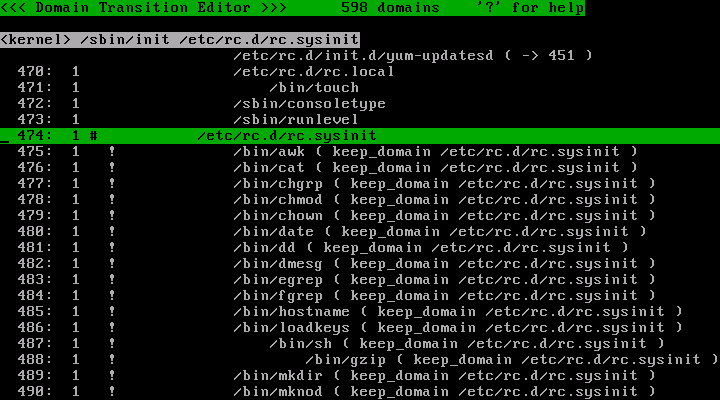 <<< Domain Transition Editor >>>      598 domains    '?' for help
<kernel> /sbin/init /etc/rc.d/rc.sysinit
/etc/rc.d/init.d/yum-updatesd ( -> 451 )
470:  1                 /etc/rc.d/rc.local
471:  1                     /bin/touch
472:  1                 /sbin/consoletype
473:  1                 /sbin/runlevel
474:  1 #           /etc/rc.d/rc.sysinit
475:  1   !             /bin/awk ( keep_domain /etc/rc.d/rc.sysinit )
476:  1   !             /bin/cat ( keep_domain /etc/rc.d/rc.sysinit )
477:  1   !             /bin/chgrp ( keep_domain /etc/rc.d/rc.sysinit )
478:  1   !             /bin/chmod ( keep_domain /etc/rc.d/rc.sysinit )
479:  1   !             /bin/chown ( keep_domain /etc/rc.d/rc.sysinit )
480:  1   !             /bin/date ( keep_domain /etc/rc.d/rc.sysinit )
481:  1   !             /bin/dd ( keep_domain /etc/rc.d/rc.sysinit )
482:  1   !             /bin/dmesg ( keep_domain /etc/rc.d/rc.sysinit )
483:  1   !             /bin/egrep ( keep_domain /etc/rc.d/rc.sysinit )
484:  1   !             /bin/fgrep ( keep_domain /etc/rc.d/rc.sysinit )
485:  1   !             /bin/hostname ( keep_domain /etc/rc.d/rc.sysinit )
486:  1   !             /bin/loadkeys ( keep_domain /etc/rc.d/rc.sysinit )
487:  1   !                 /bin/sh ( keep_domain /etc/rc.d/rc.sysinit )
488:  1   !                     /bin/gzip ( keep_domain /etc/rc.d/rc.sysinit )
489:  1   !             /bin/mkdir ( keep_domain /etc/rc.d/rc.sysinit )
490:  1   !             /bin/mknod ( keep_domain /etc/rc.d/rc.sysinit )